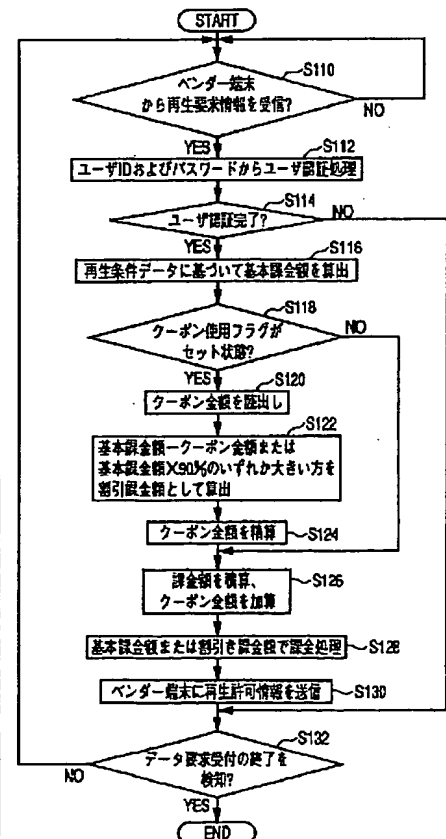 START
ベンダー端末
から再生要求情報を受信?
S110
NO
YES
S112
ユーザIDおよびパスワードからユーザ認証処理
S114
ユーザ認証完了?
NO
YES
S116
再生条件データに基づいて基本課金額を算出
S118
クーポン使用フラグが
セット状態?
NO
YES
S120
クーポン金額を読出し
S122
基本課金額ークーポン金額または
基本課金額×90%のいずれか大きい方を
割引課金額として算出
クーポン金額を精算
S124
課金額を積算、
クーポン金額を加算
S126
基本課金額または割引き課金額で課金処理
S128
ベンダー端末に再生許可情報を送信
S130
S132
データ要求受付の終了を
検知?
NO
YES
END